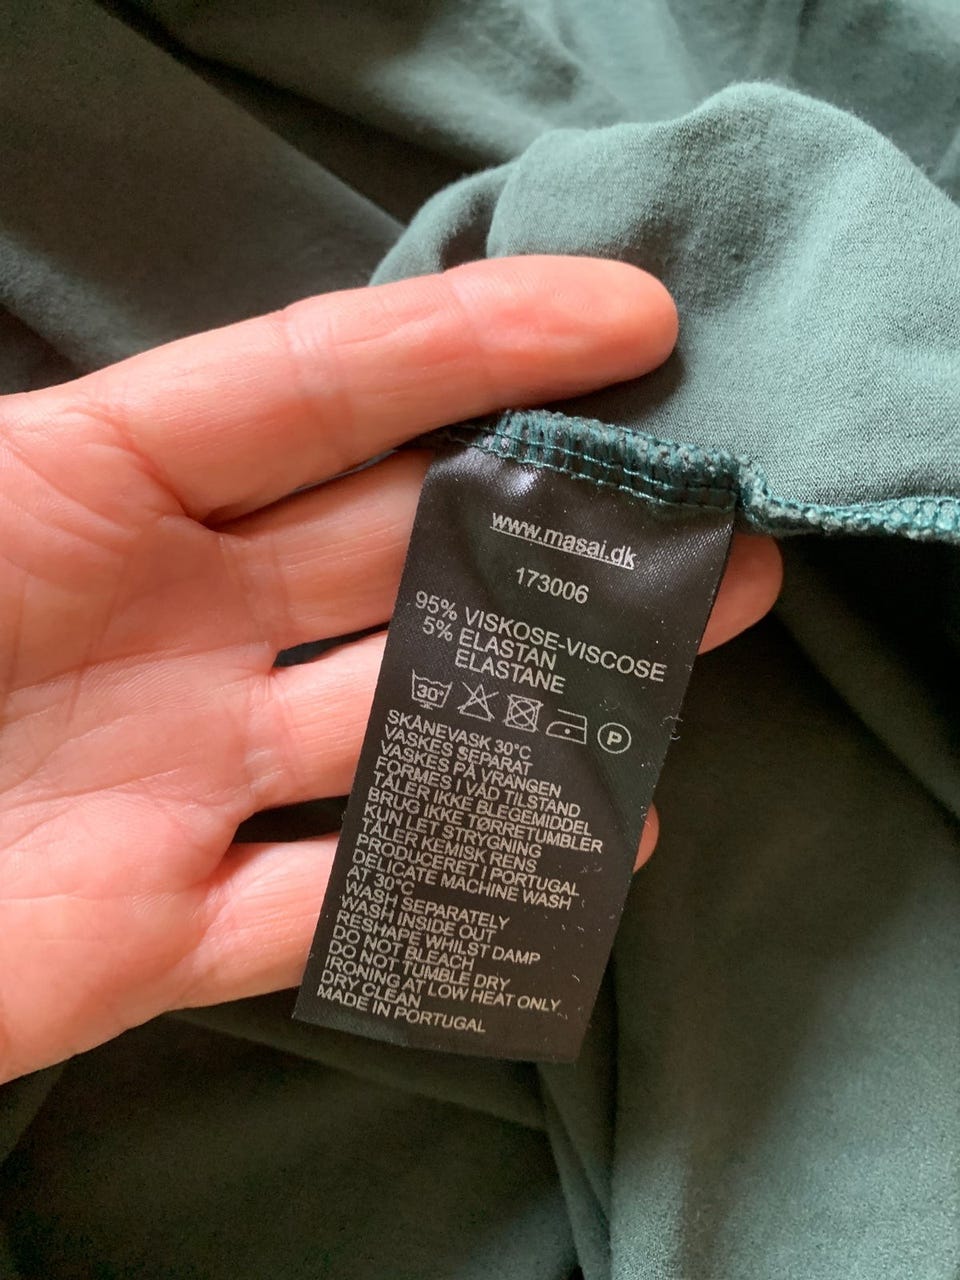 www.masai.dk
173006
95% VISKOSE-VISCOSE
5% ELASTAN
ELASTANE
30° P
SKÅNEVASK 30°C
VASKES SEPARAT
VASKES PÅ VRANGEN
FORMES I VÅD TILSTAND
TÅLER IKKE BLEGEMIDDEL
BRUG IKKE TØRRETUMBLER
KUN LET STRYGNING
TÅLER KEMISK RENS
PRODUCERET I PORTUGAL
DELICATE MACHINE WASH
AT 30°C
WASH SEPARATELY
WASH INSIDE OUT
RESHAPE WHILST DAMP
DO NOT BLEACH
DO NOT TUMBLE DRY
IRONING AT LOW HEAT ONLY
DRY CLEAN
MADE IN PORTUGAL